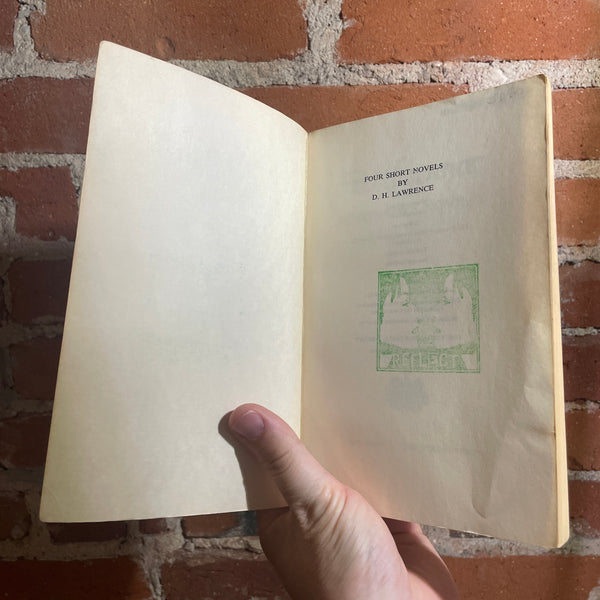 FOUR SHORT NOVELS
BY
D. H. LAWRENCE
REFLECT